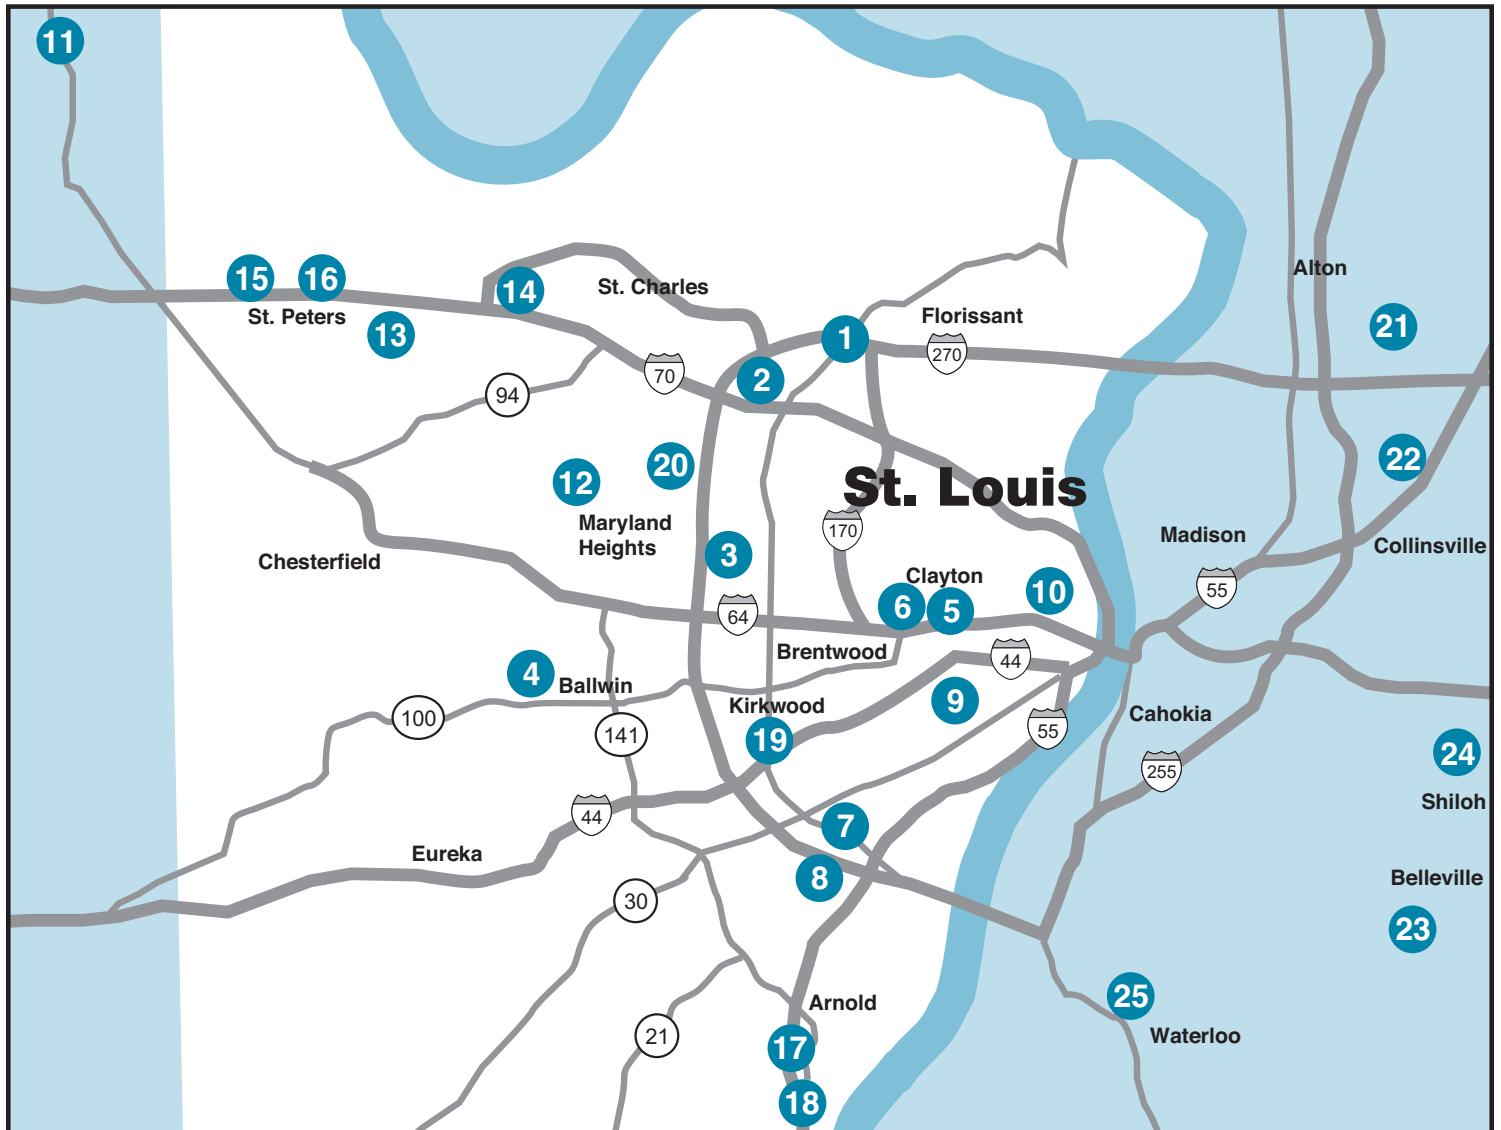 11
Alton
15
16
14
St. Charles
St. Peters
13
1
Florissant
21
270
2
70
94
20
12
St. Louis
22
Maryland
Heights
170
3
Madison
Collinsville
Chesterfield
Clayton
10
55
6
5
64
Brentwood
44
4
Ballwin
9
Kirkwood
100
141
19
55
Cahokia
24
255
Shiloh
44
7
Eureka
8
Belleville
30
23
25
Arnold
21
17
Waterloo
18